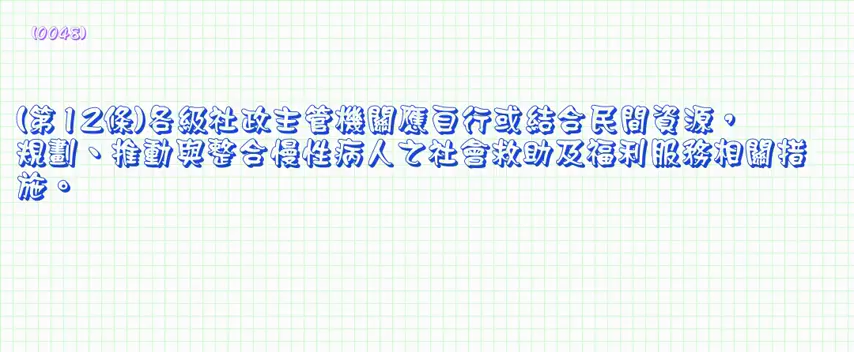 (0048)
(第12條)各級社政主管機關應自行或結合民間資源，
規劃、推動與整合慢性病人之社會救助及福利服務相關措
施。